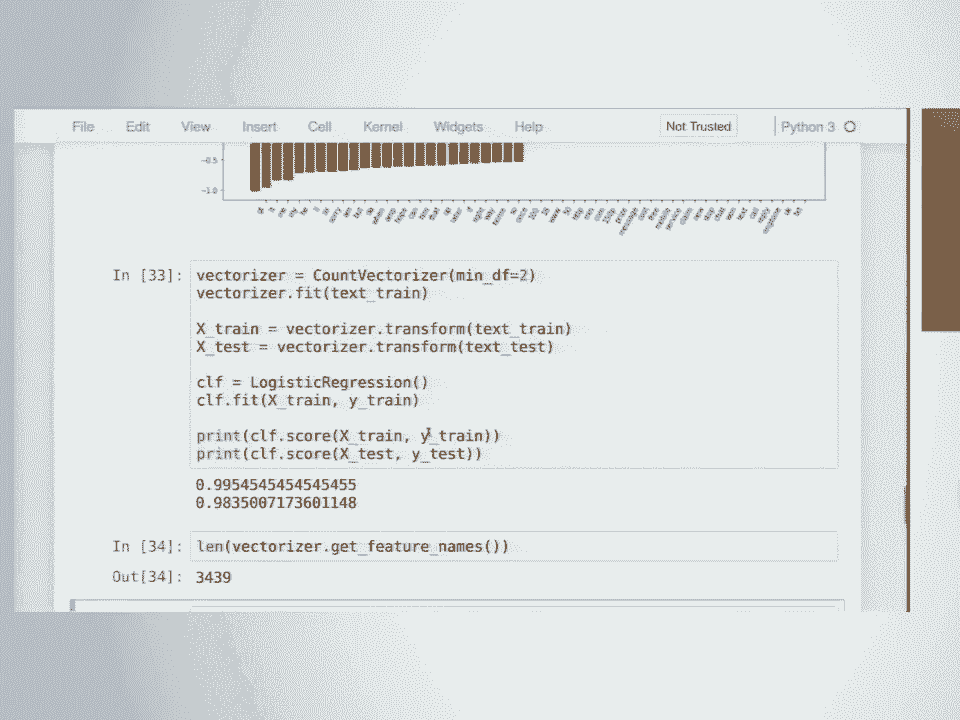 File Edit View Insert Cell Kernel Widgets Help Not Trusted Python 3
−0.5
−1.0
In [33]: vectorizer = CountVectorizer(min_df=2)
vectorizer.fit(text_train)
X_train = vectorizer.transform(text_train)
X_test = vectorizer.transform(text_test)
clf = LogisticRegression()
clf.fit(X_train, y_train)
print(clf.score(X_train, y_train))
print(clf.score(X_test, y_test))
0.9954545454545455
0.9835007173601148
In [34]: len(vectorizer.get_feature_names())
Out[34]: 3439